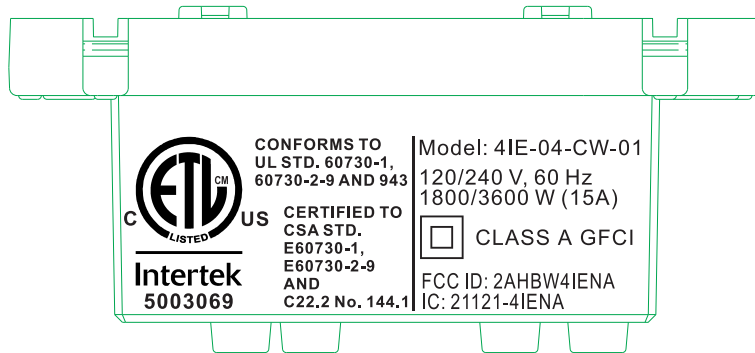 ETL
CM
C
US
LISTED
Intertek
5003069
CONFORMS TO
UL STD. 60730-1,
60730-2-9 AND 943
CERTIFIED TO
CSA STD.
E60730-1,
E60730-2-9
AND
C22.2 No. 144.1
Model: 4IE-04-CW-01
120/240 V, 60 Hz
1800/3600 W (15A)
CLASS A GFCI
FCC ID: 2AHBW4IENA
IC: 21121-4IENA